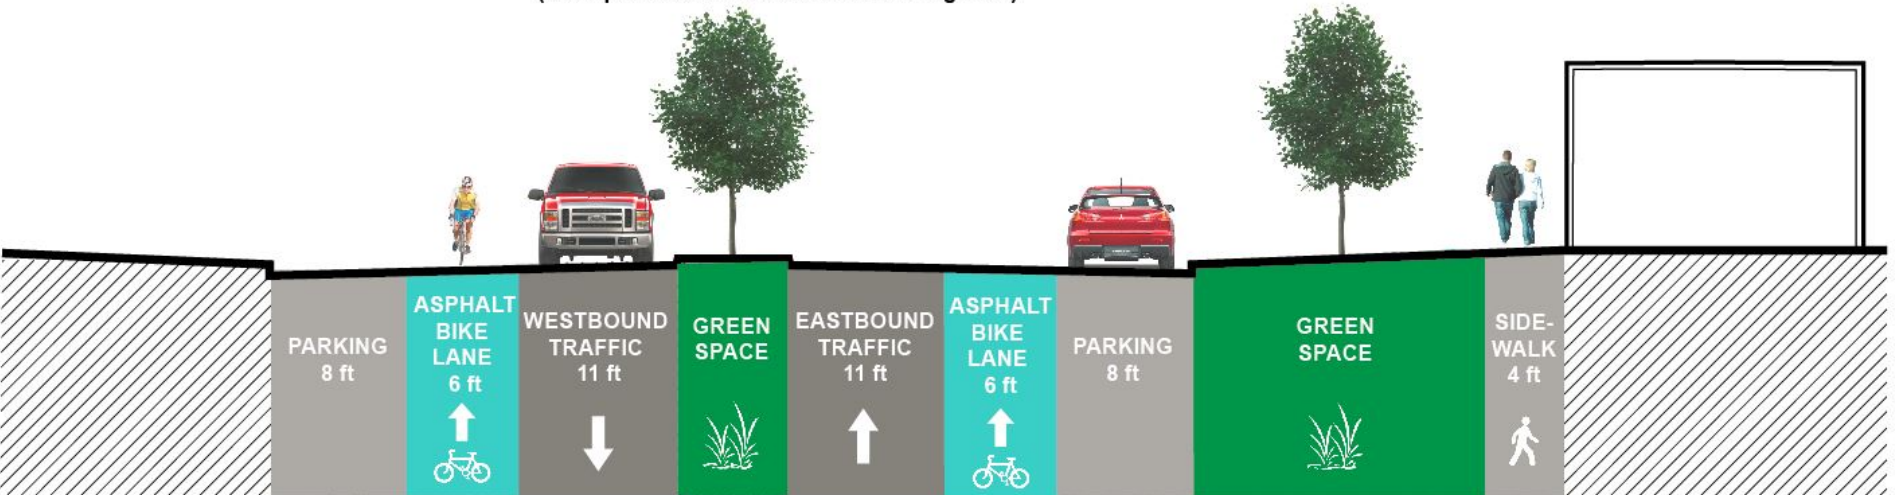 PARKING
8 ft
ASPHALT
BIKE
LANE
6 ft
WESTBOUND
TRAFFIC
11 ft
GREEN
SPACE
EASTBOUND
TRAFFIC
11 ft
ASPHALT
BIKE
LANE
6 ft
PARKING
8 ft
GREEN
SPACE
SIDE-
WALK
4 ft